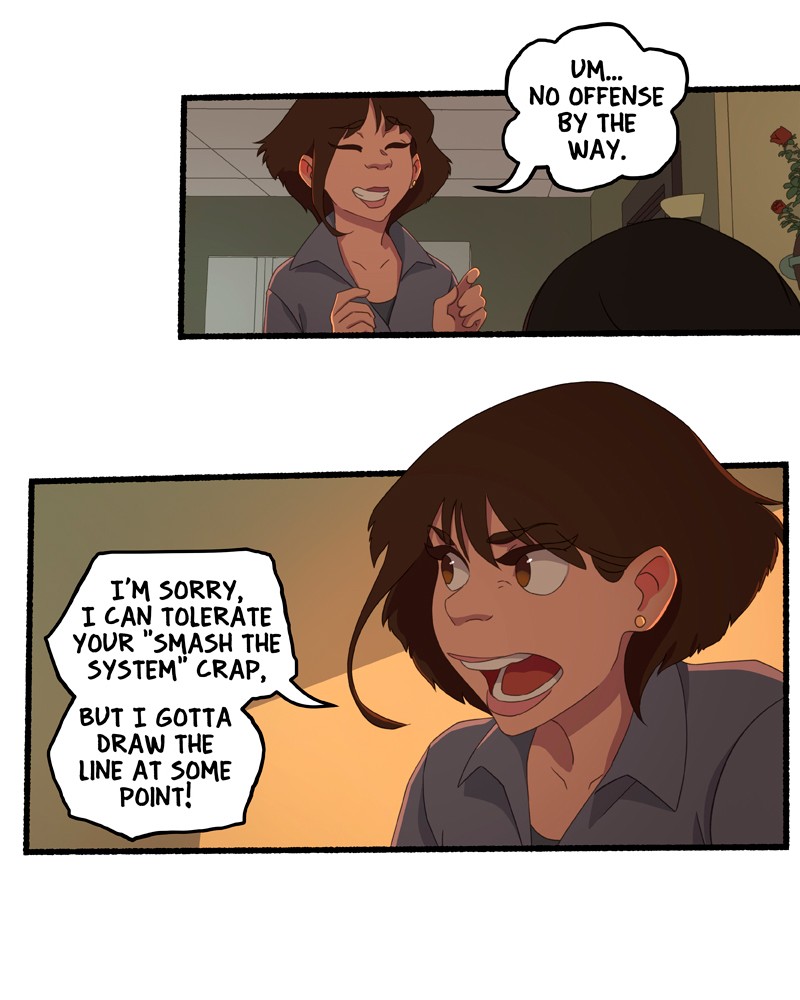 UM...
NO OFFENSE
BY THE
WAY.
I'M SORRY,
I CAN TOLERATE
YOUR "SMASH THE
SYSTEM" CRAP,
BUT I GOTTA
DRAW THE
LINE AT SOME
POINT!